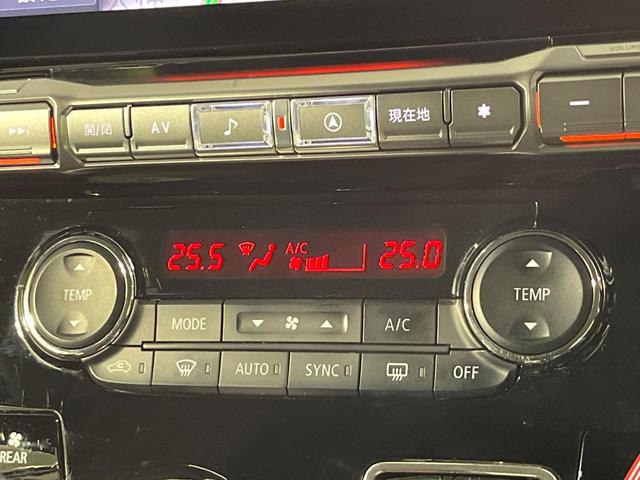 VOLUME
開/閉 AV 現在地 * −
25.5 A/C 25.0
TEMP TEMP
MODE A/C
AUTO SYNC OFF
REAR